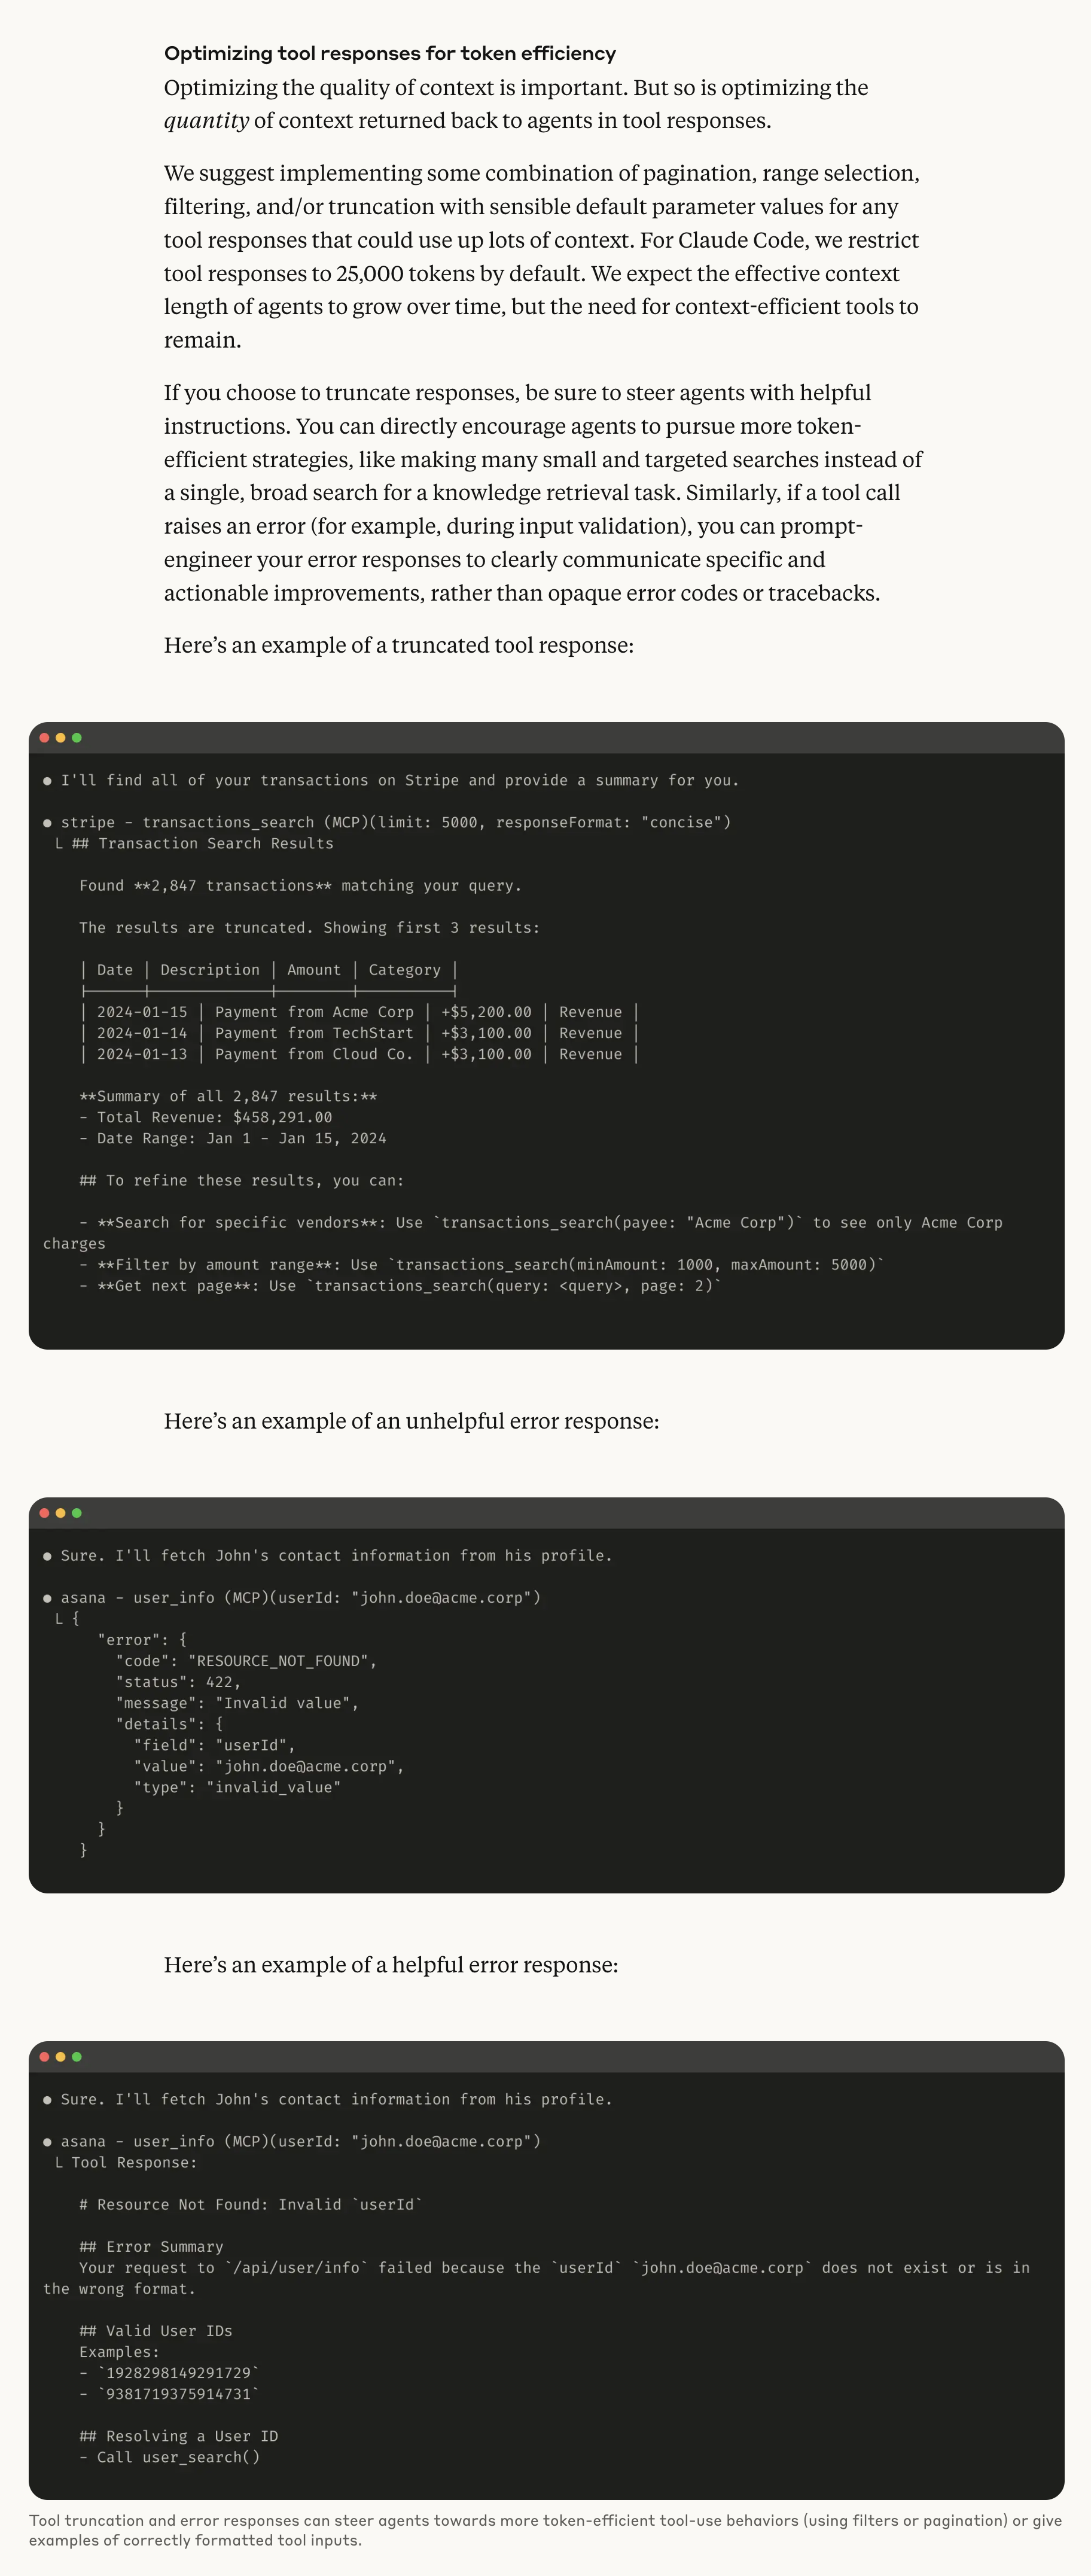 Optimizing tool responses for token efficiency
Optimizing the quality of context is important. But so is optimizing the
quantity of context returned back to agents in tool responses.
We suggest implementing some combination of pagination, range selection,
filtering, and/or truncation with sensible default parameter values for any
tool responses that could use up lots of context. For Claude Code, we restrict
tool responses to 25,000 tokens by default. We expect the effective context
length of agents to grow over time, but the need for context-efficient tools to
remain.
If you choose to truncate responses, be sure to steer agents with helpful
instructions. You can directly encourage agents to pursue more token-
efficient strategies, like making many small and targeted searches instead of
a single, broad search for a knowledge retrieval task. Similarly, if a tool call
raises an error (for example, during input validation), you can prompt-
engineer your error responses to clearly communicate specific and
actionable improvements, rather than opaque error codes or tracebacks.
Here’s an example of a truncated tool response:
● I'll find all of your transactions on Stripe and provide a summary for you.
● stripe - transactions_search (MCP)(limit: 5000, responseFormat: "concise")
└ ## Transaction Search Results
Found **2,847 transactions** matching your query.
The results are truncated. Showing first 3 results:
│ Date │ Description │ Amount │ Category │
├──────┼─────────────┼────────┼──────────┤
│ 2024-01-15 │ Payment from Acme Corp │ +$5,200.00 │ Revenue │
│ 2024-01-14 │ Payment from TechStart │ +$3,100.00 │ Revenue │
│ 2024-01-13 │ Payment from Cloud Co. │ +$3,100.00 │ Revenue │
**Summary of all 2,847 results:**
- Total Revenue: $458,291.00
- Date Range: Jan 1 - Jan 15, 2024
## To refine these results, you can:
- **Search for specific vendors**: Use `transactions_search(payee: "Acme Corp")` to see only Acme Corp
charges
- **Filter by amount range**: Use `transactions_search(minAmount: 1000, maxAmount: 5000)`
- **Get next page**: Use `transactions_search(query: <query>, page: 2)`
Here’s an example of an unhelpful error response:
● Sure. I'll fetch John's contact information from his profile.
● asana - user_info (MCP)(userId: "john.doe@acme.corp")
└ {
"error": {
"code": "RESOURCE_NOT_FOUND",
"status": 422,
"message": "Invalid value",
"details": {
"field": "userId",
"value": "john.doe@acme.corp",
"type": "invalid_value"
}
}
}
Here’s an example of a helpful error response:
● Sure. I'll fetch John's contact information from his profile.
● asana - user_info (MCP)(userId: "john.doe@acme.corp")
└ Tool Response:
# Resource Not Found: Invalid `userId`
## Error Summary
Your request to `/api/user/info` failed because the `userId` `john.doe@acme.corp` does not exist or is in
the wrong format.
## Valid User IDs
Examples:
- `1928298149291729`
- `9381719375914731`
## Resolving a User ID
- Call user_search()
Tool truncation and error responses can steer agents towards more token-efficient tool-use behaviors (using filters or pagination) or give
examples of correctly formatted tool inputs.